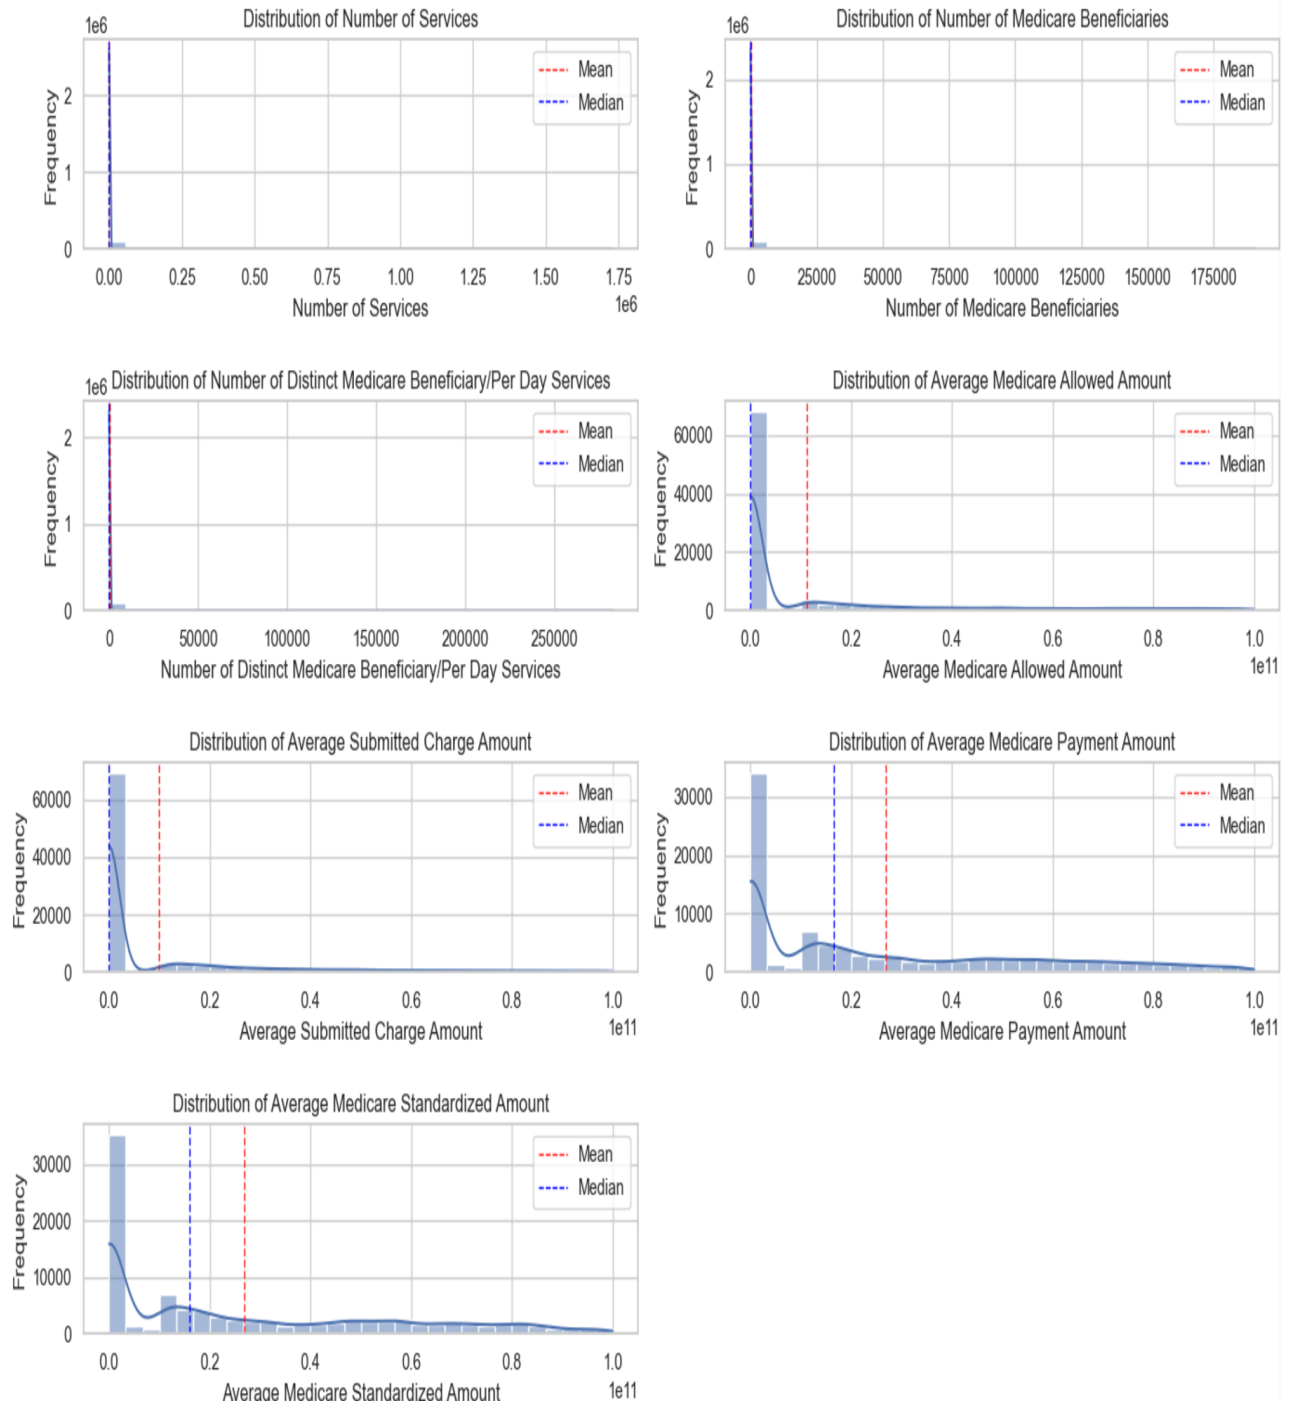 Distribution of Number of Services
1e6
Mean
Median
Frequency
2
1
0
0.00 0.25 0.50 0.75 1.00 1.25 1.50 1.75
Number of Services
1e6
Distribution of Number of Medicare Beneficiaries
1e6
Mean
Median
Frequency
2
1
0
0 25000 50000 75000 100000 125000 150000 175000
Number of Medicare Beneficiaries
Distribution of Number of Distinct Medicare Beneficiary/Per Day Services
1e6
Mean
Median
Frequency
2
1
0
0 50000 100000 150000 200000 250000
Number of Distinct Medicare Beneficiary/Per Day Services
Distribution of Average Medicare Allowed Amount
Mean
Median
Frequency
60000
40000
20000
0
0.0 0.2 0.4 0.6 0.8 1.0
1e11
Average Medicare Allowed Amount
Distribution of Average Submitted Charge Amount
Mean
Median
Frequency
60000
40000
20000
0
0.0 0.2 0.4 0.6 0.8 1.0
1e11
Average Submitted Charge Amount
Distribution of Average Medicare Payment Amount
Mean
Median
Frequency
30000
20000
10000
0
0.0 0.2 0.4 0.6 0.8 1.0
1e11
Average Medicare Payment Amount
Distribution of Average Medicare Standardized Amount
Mean
Median
Frequency
30000
20000
10000
0
0.0 0.2 0.4 0.6 0.8 1.0
1e11
Average Medicare Standardized Amount